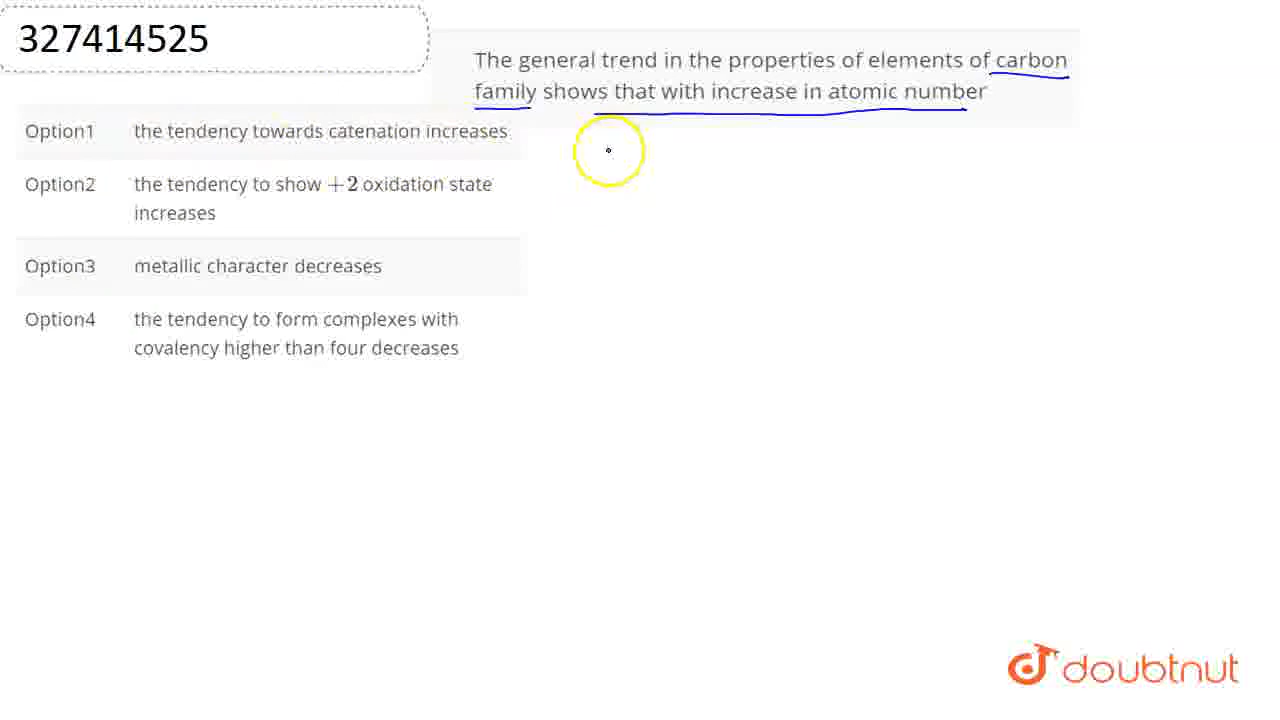 327414525
The general trend in the properties of elements of carbon
family shows that with increase in atomic number
Option1 the tendency towards catenation increases
Option2 the tendency to show +2 oxidation state
increases
Option3 metallic character decreases
Option4 the tendency to form complexes with
covalency higher than four decreases
doubtnut